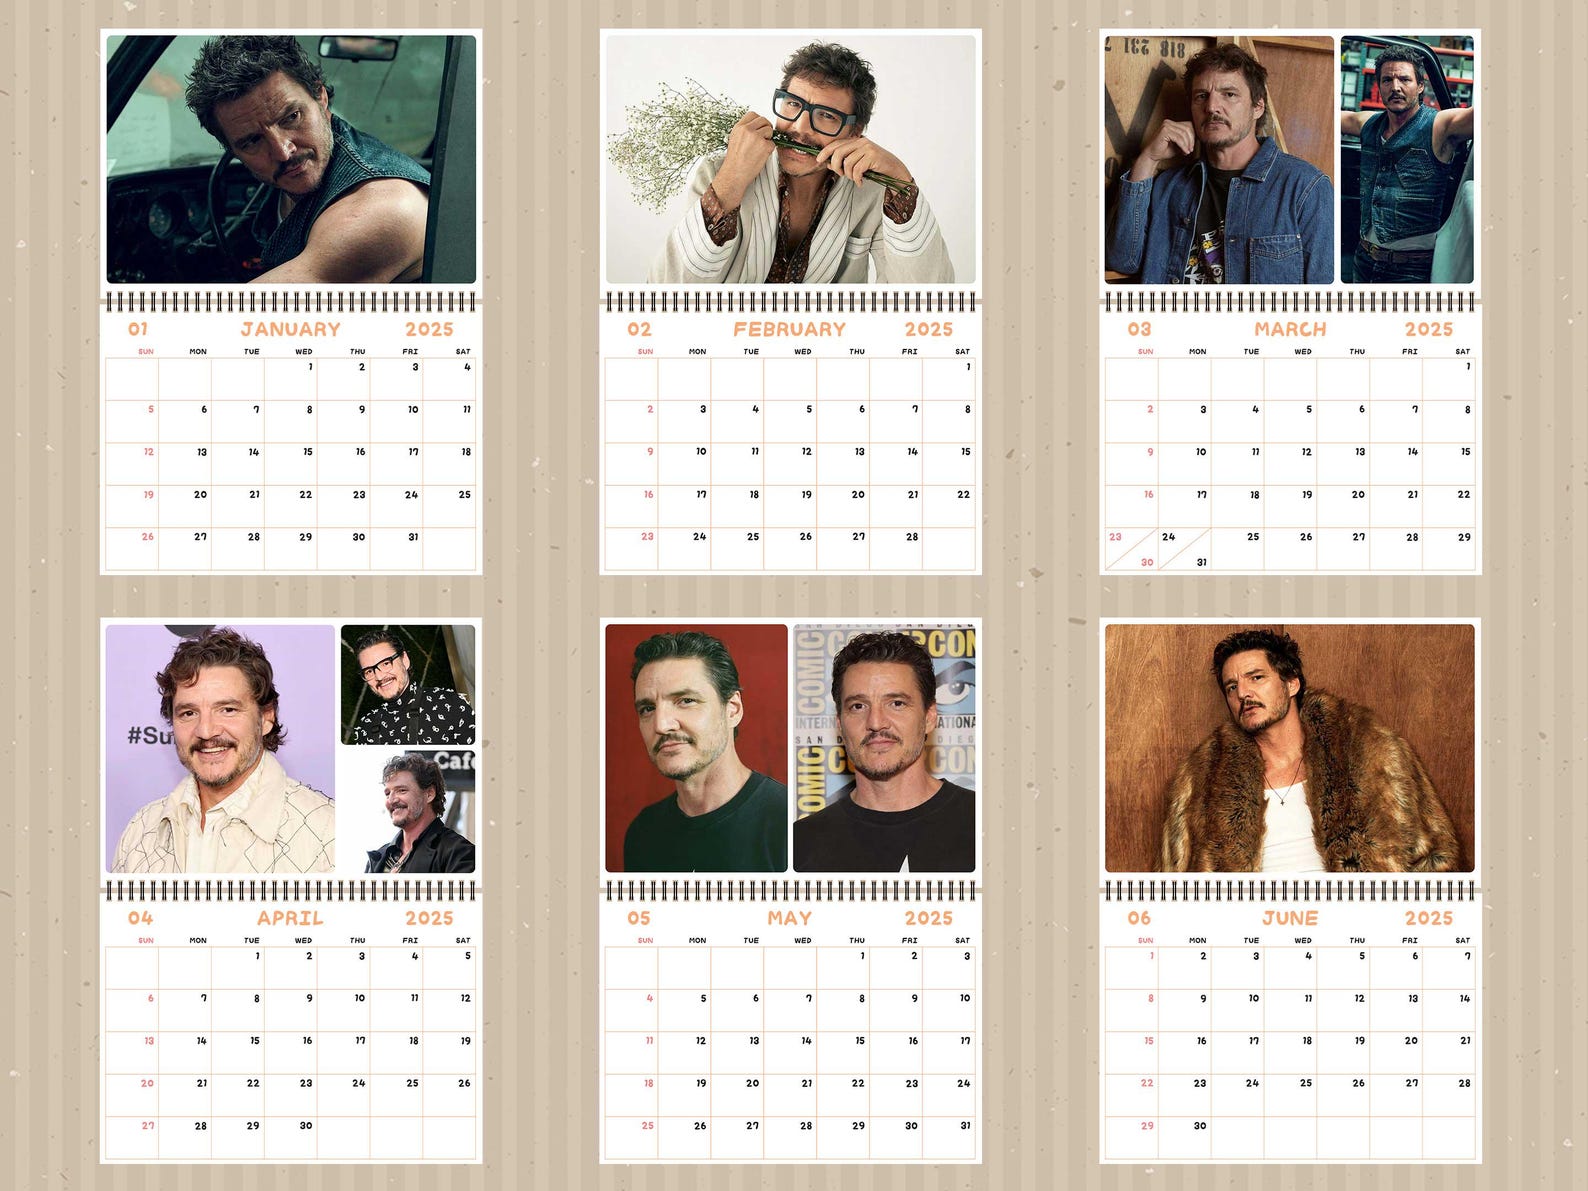 01 JANUARY 2025
SUN MON TUE WED THU FRI SAT
1 2 3 4
5 6 7 8 9 10 11
12 13 14 15 16 17 18
19 20 21 22 23 24 25
26 27 28 29 30 31
02 FEBRUARY 2025
SUN MON TUE WED THU FRI SAT
1
2 3 4 5 6 7 8
9 10 11 12 13 14 15
16 17 18 19 20 21 22
23 24 25 26 27 28
818 182
03 MARCH 2025
SUN MON TUE WED THU FRI SAT
1
2 3 4 5 6 7 8
9 10 11 12 13 14 15
16 17 18 19 20 21 22
23 24 25 26 27 28 29
30 31
#Su
Cafe
04 APRIL 2025
SUN MON TUE WED THU FRI SAT
1 2 3 4 5
6 7 8 9 10 11 12
13 14 15 16 17 18 19
20 21 22 23 24 25 26
27 28 29 30
SAN DIEGO SAN DIEGO
COMIC CON
INTERN ATIONA
SAN DIEGO
COMIC CON
05 MAY 2025
SUN MON TUE WED THU FRI SAT
1 2 3
4 5 6 7 8 9 10
11 12 13 14 15 16 17
18 19 20 21 22 23 24
25 26 27 28 29 30 31
06 JUNE 2025
SUN MON TUE WED THU FRI SAT
1 2 3 4 5 6 7
8 9 10 11 12 13 14
15 16 17 18 19 20 21
22 23 24 25 26 27 28
29 30